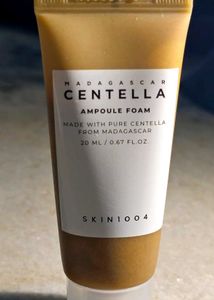 MADAGASCAR
CENTELLA
AMPOULE FOAM
MADE WITH PURE CENTELLA
FROM MADAGASCAR
20 ML / 0.67 FL.OZ
SKIN1004